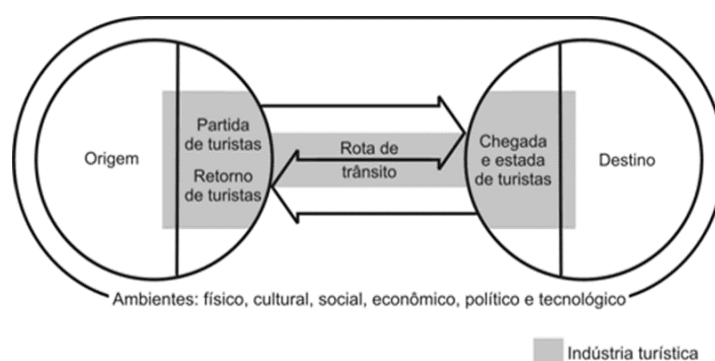 Origem
Partida
de turistas
Retorno
de turistas
Rota de
trânsito
Chegada
e estada
de turistas
Destino
Ambientes: físico, cultural, social, econômico, político e tecnológico
Indústria turística